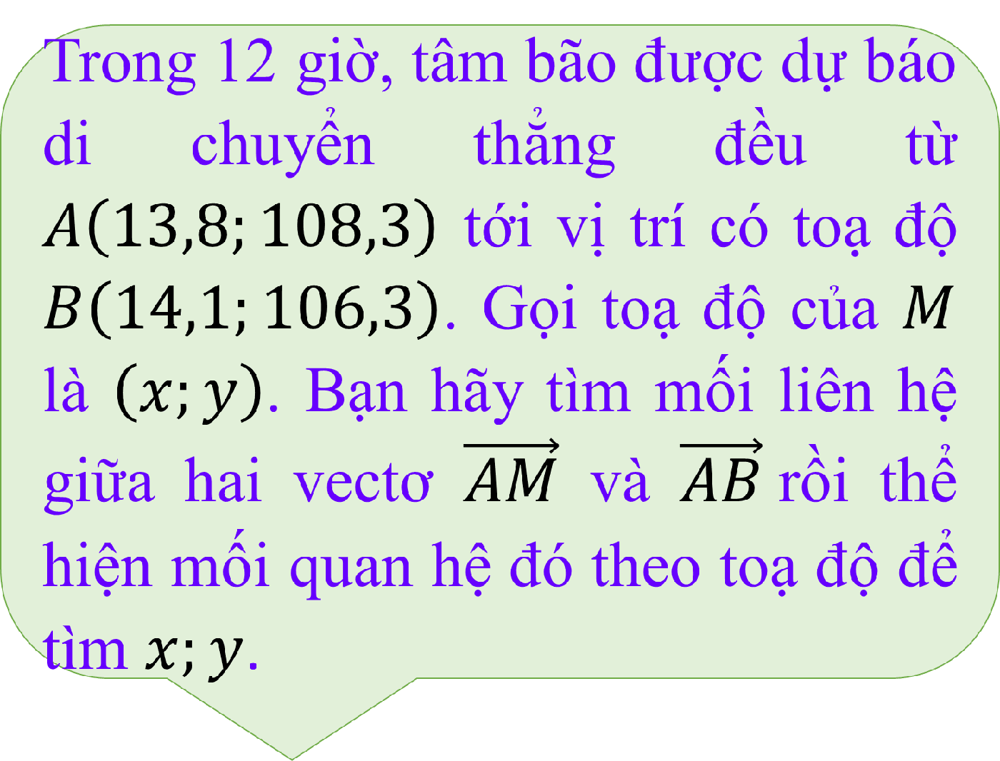 Trong 12 giờ, tâm bão được dự báo
di chuyển thẳng đều từ
A(13,8; 108,3) tới vị trí có toạ độ
B(14,1; 106,3). Gọi toạ độ của M
là (x; y). Bạn hãy tìm mối liên hệ
giữa hai vectơ \overrightarrow{AM} và \overrightarrow{AB} rồi thể
hiện mối quan hệ đó theo toạ độ để
tìm x; y.